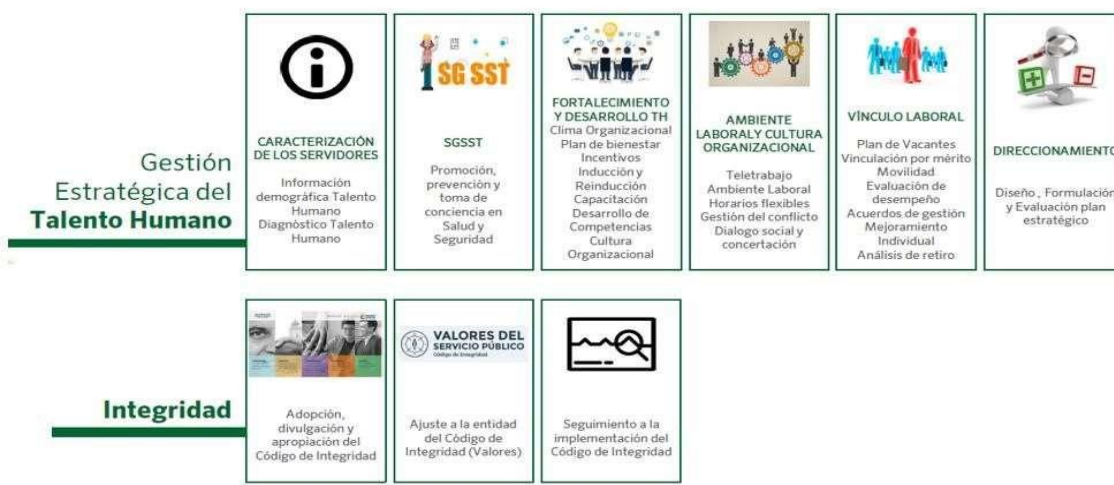 Gestión
Estratégica del
Talento Humano
CARACTERIZACIÓN
DE LOS SERVIDORES
Información
demográfica Talento
Humano
Diagnóstico Talento
Humano
SG SST
SGSST
Promoción,
prevención y
toma de
conciencia en
Salud y
Seguridad
FORTALECIMIENTO
Y DESARROLLO TH
Clima Organizacional
Plan de bienestar
Incentivos
Inducción y
Reinducción
Capacitación
Desarrollo de
Competencias
Cultura
Organizacional
AMBIENTE
LABORALY CULTURA
ORGANIZACIONAL
Teletrabajo
Ambiente Laboral
Horarios flexibles
Gestión del conflicto
Dialogo social y
concertación
VÍNCULO LABORAL
Plan de Vacantes
Vinculación por mérito
Movilidad
Evaluación de
desempeño
Acuerdos de gestión
Mejoramiento
Individual
Análisis de retiro
DIRECCIONAMIENTO
Diseño , Formulación
y Evaluación plan
estratégico
Integridad
Adopción,
divulgación y
apropiación del
Código de Integridad
VALORES DEL
SERVICIO PÚBLICO
Código de Integridad
Ajuste a la entidad
del Código de
Integridad (Valores)
Seguimiento a la
implementación del
Código de Integridad